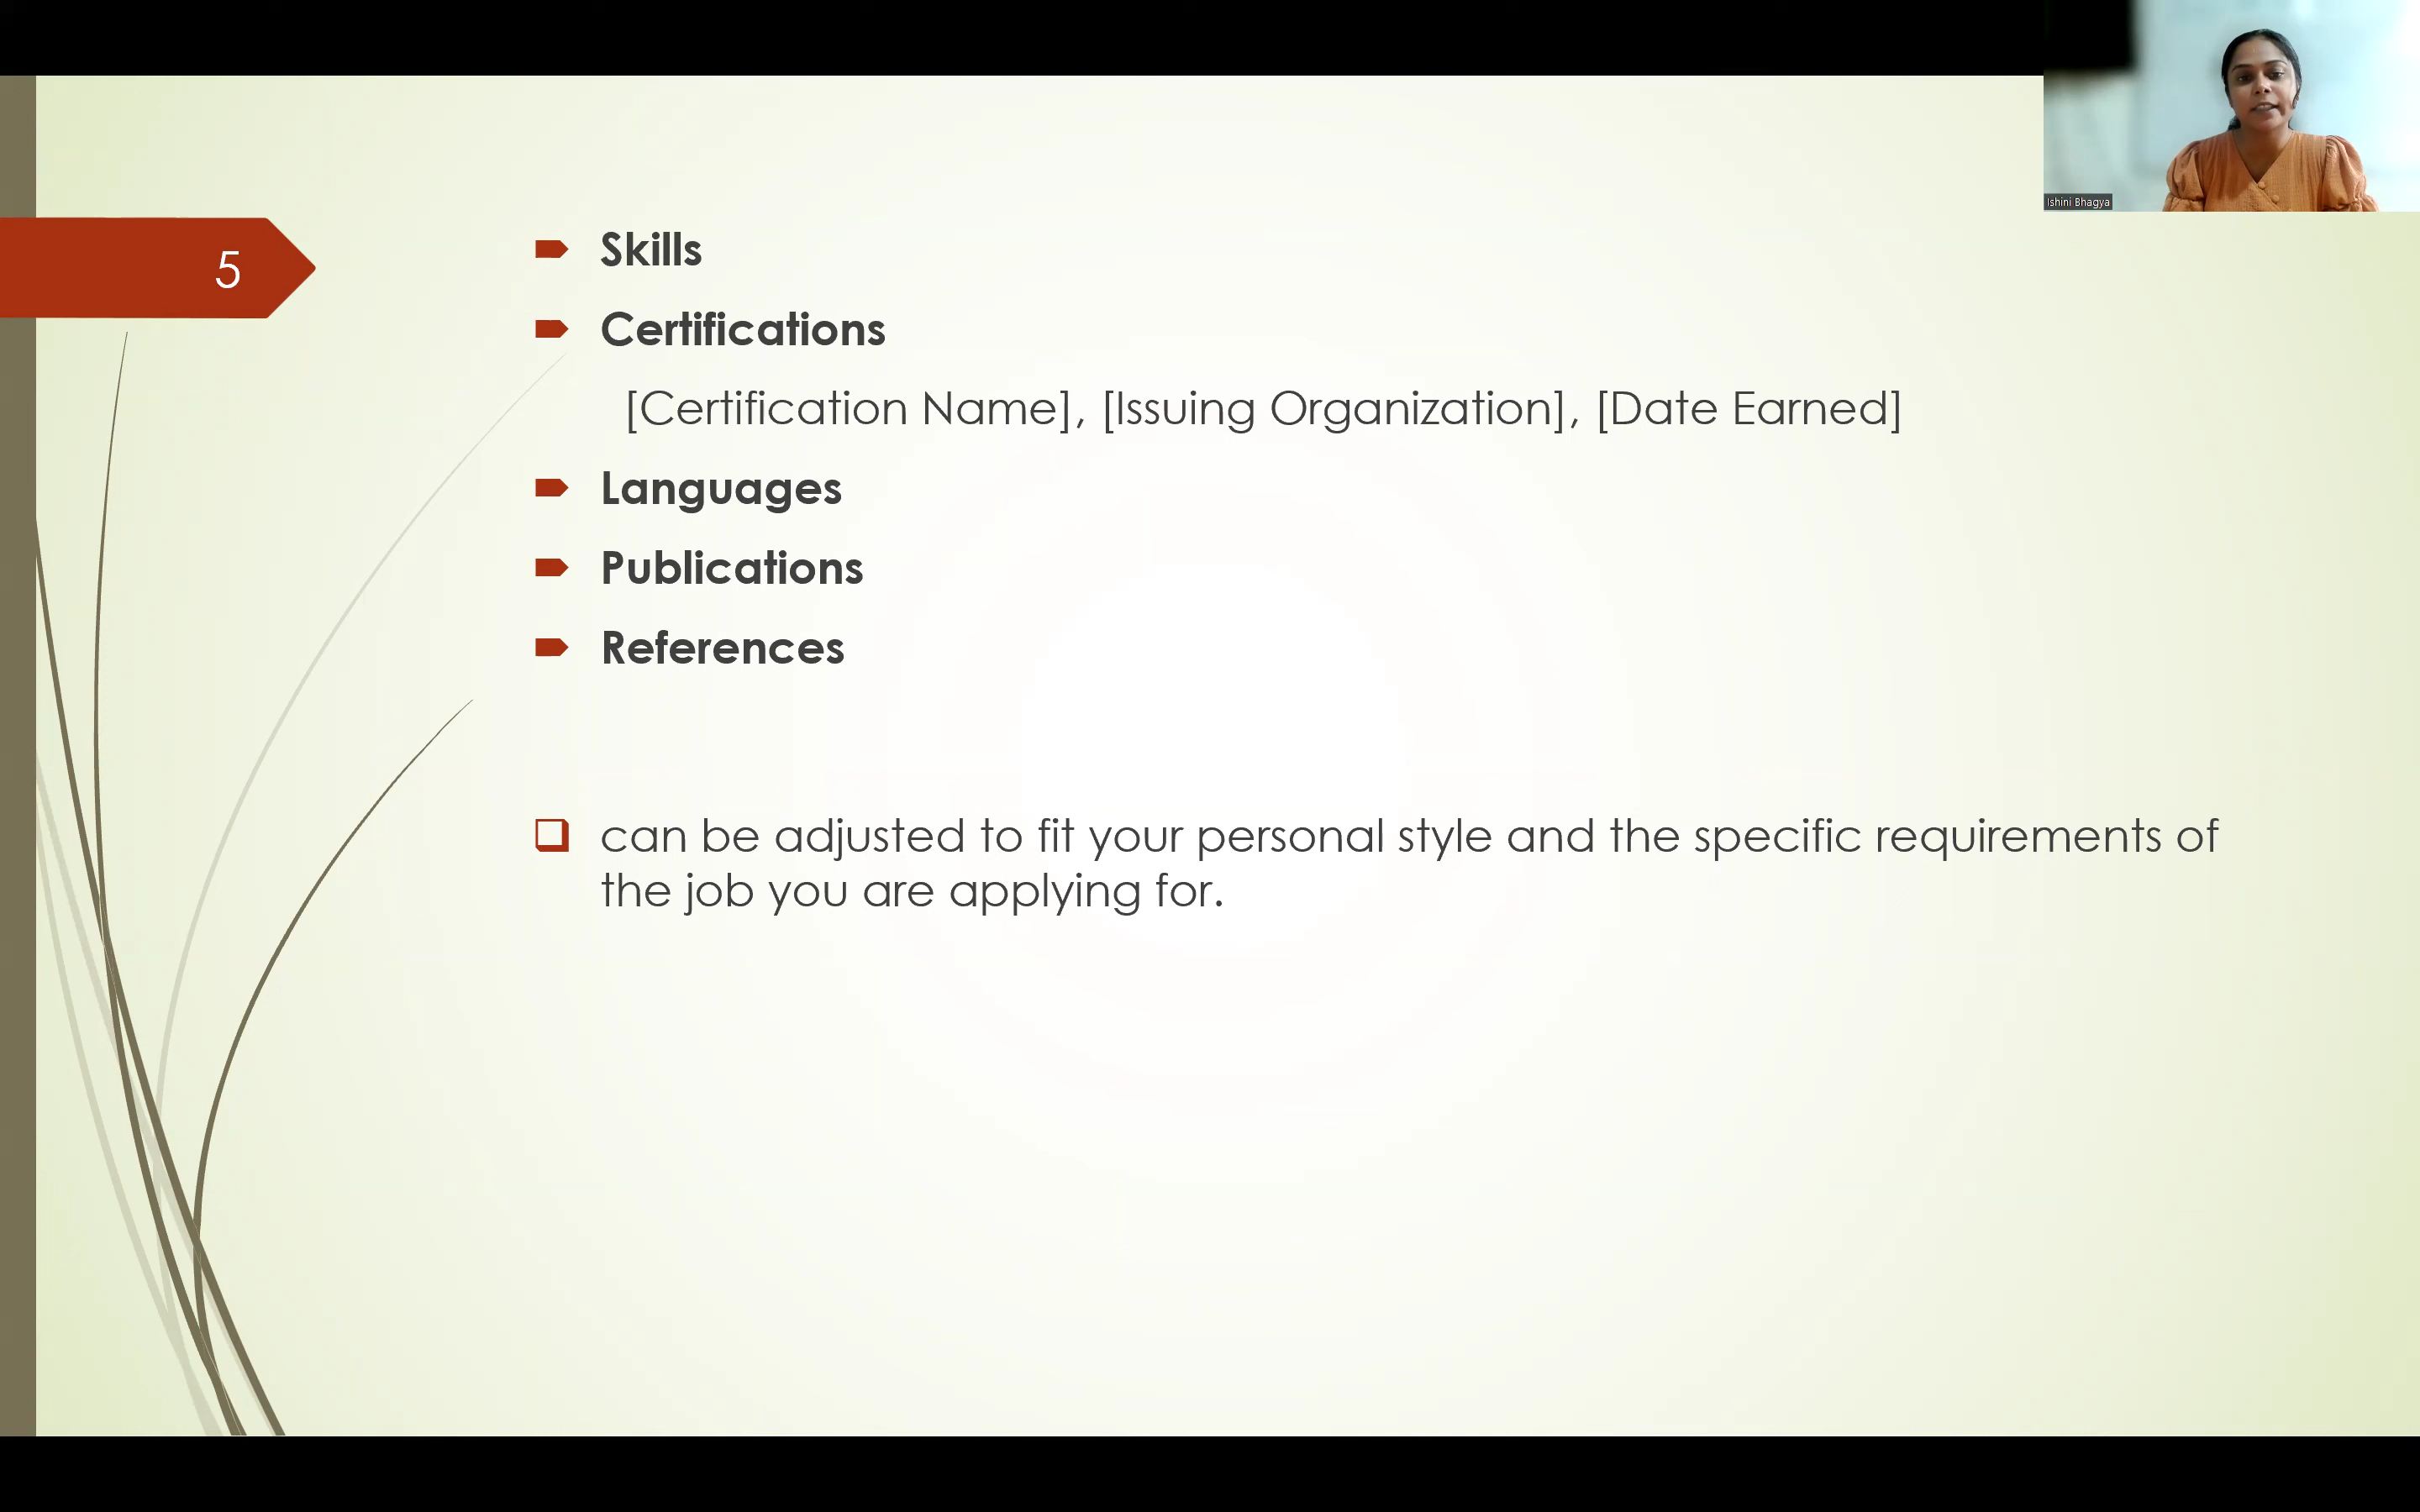 5
Skills
Certifications
[Certification Name], [Issuing Organization], [Date Earned]
Languages
Publications
References
can be adjusted to fit your personal style and the specific requirements of
the job you are applying for.
Ishini Bhagya